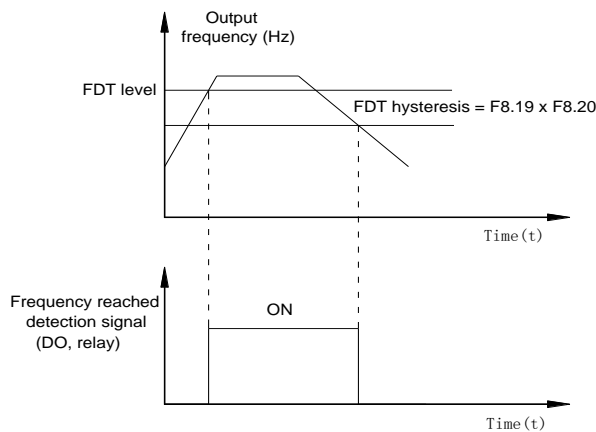 Output
frequency (Hz)
FDT level
FDT hysteresis = F8.19 x F8.20
Time(t)
Frequency reached
detection signal
(DO, relay)
ON
Time(t)